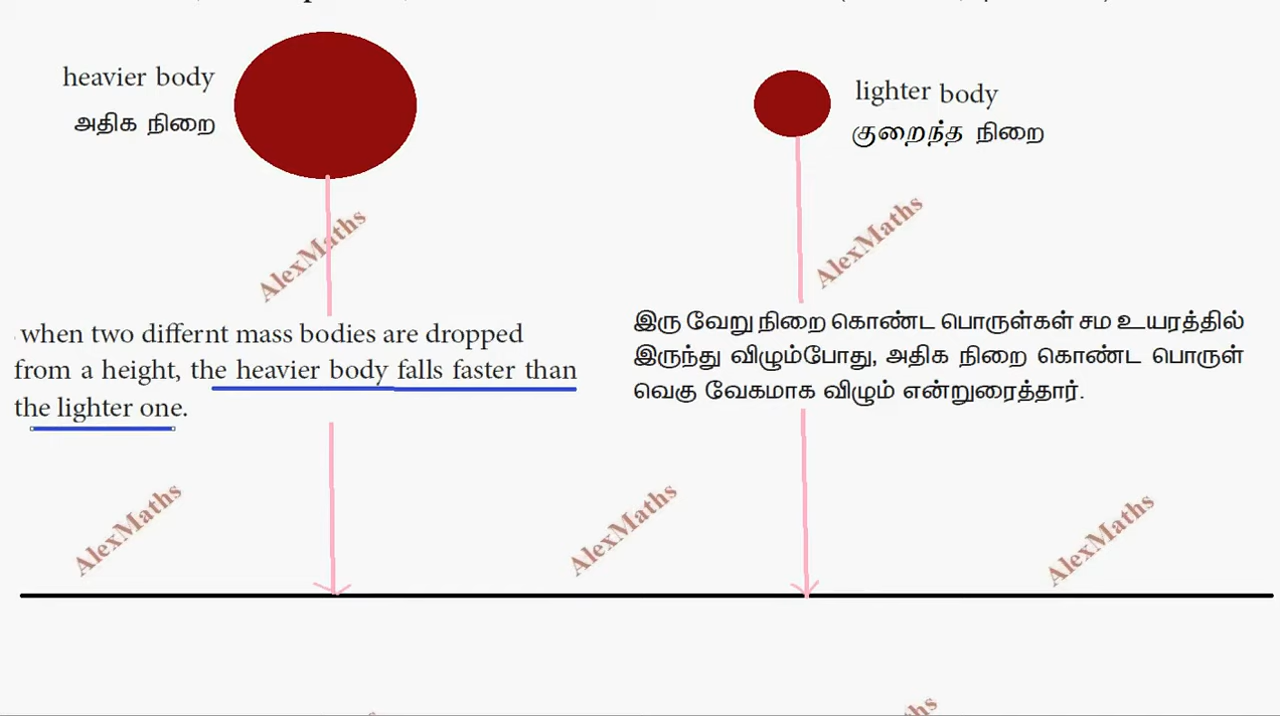 heavier body
அதிக நிறை
lighter body
குறைந்த நிறை
AlexMaths
AlexMaths
when two differnt mass bodies are dropped
from a height, the heavier body falls faster than
the lighter one.
இரு வேறு நிறை கொண்ட பொருள்கள் சம உயரத்தில்
இருந்து விழும்போது, அதிக நிறை கொண்ட பொருள்
வெகு வேகமாக விழும் என்றுரைத்தார்.
AlexMaths
AlexMaths
AlexMaths